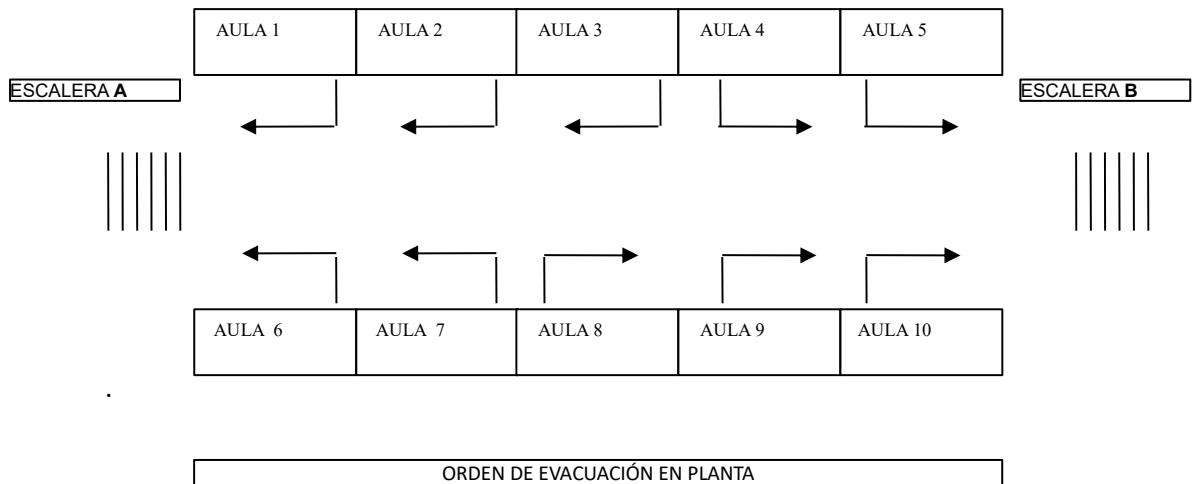 AULA 1 AULA 2 AULA 3 AULA 4 AULA 5
ESCALERA A ESCALERA B
AULA 6 AULA 7 AULA 8 AULA 9 AULA 10
.
ORDEN DE EVACUACIÓN EN PLANTA